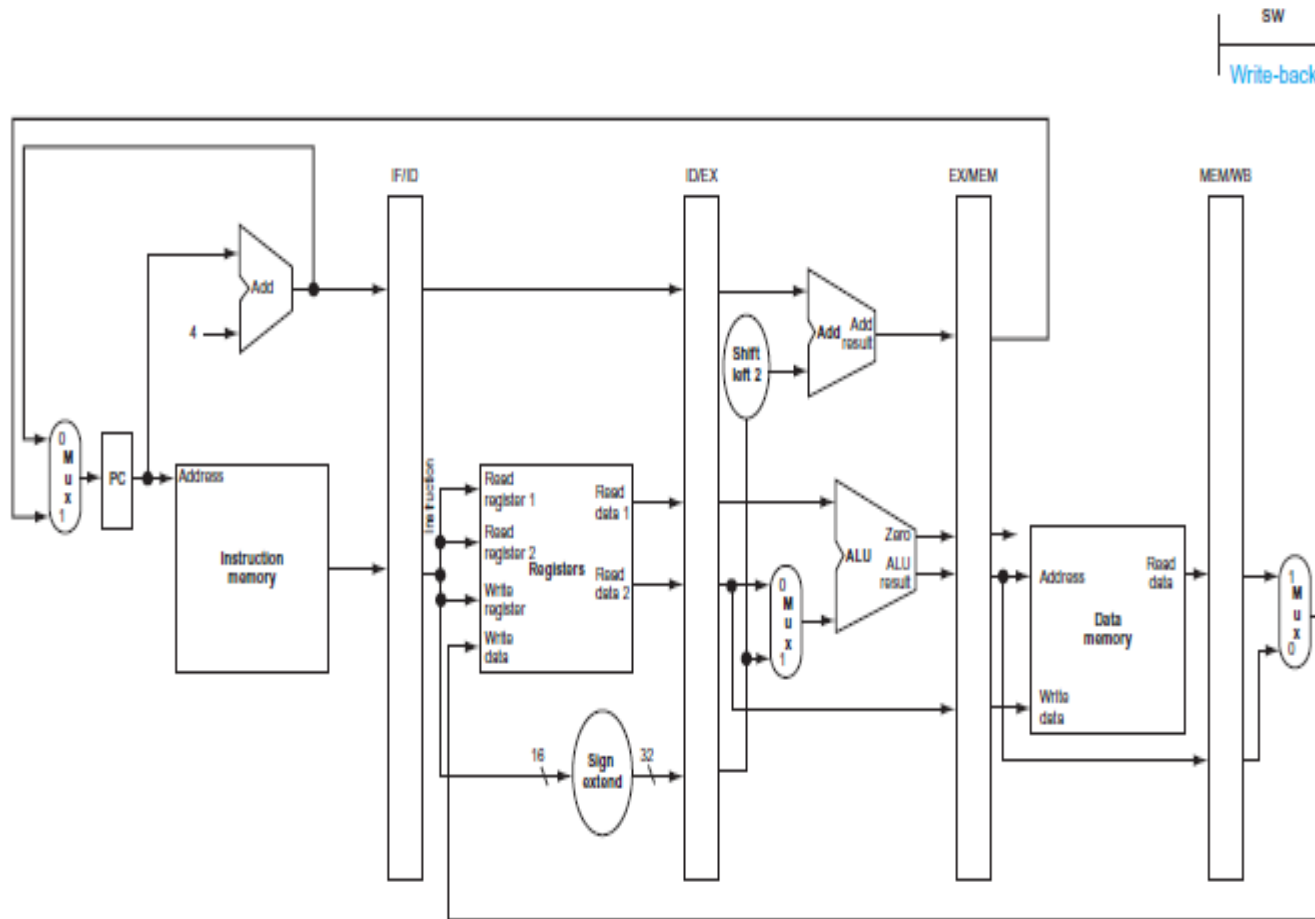 SW
Write-back
IF/ID
ID/EX
EX/MEM
MEM/WB
Add
4
Shift
left 2
Add
Add
result
0
M
u
x
1
PC
Address
Instruction
memory
Instruction
Read
register 1
Read
register 2
Write
register
Write
data
Registers
Read
data 1
Read
data 2
0
M
u
x
1
Zero
ALU
ALU
result
Address
Read
data
Data
memory
Write
data
1
M
u
x
0
16
Sign
extend
32